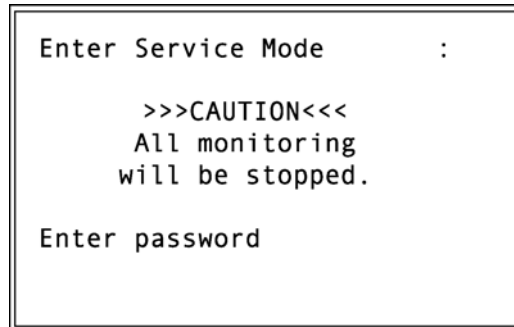 Enter Service Mode :
>>>CAUTION<<<
All monitoring
will be stopped.
Enter password